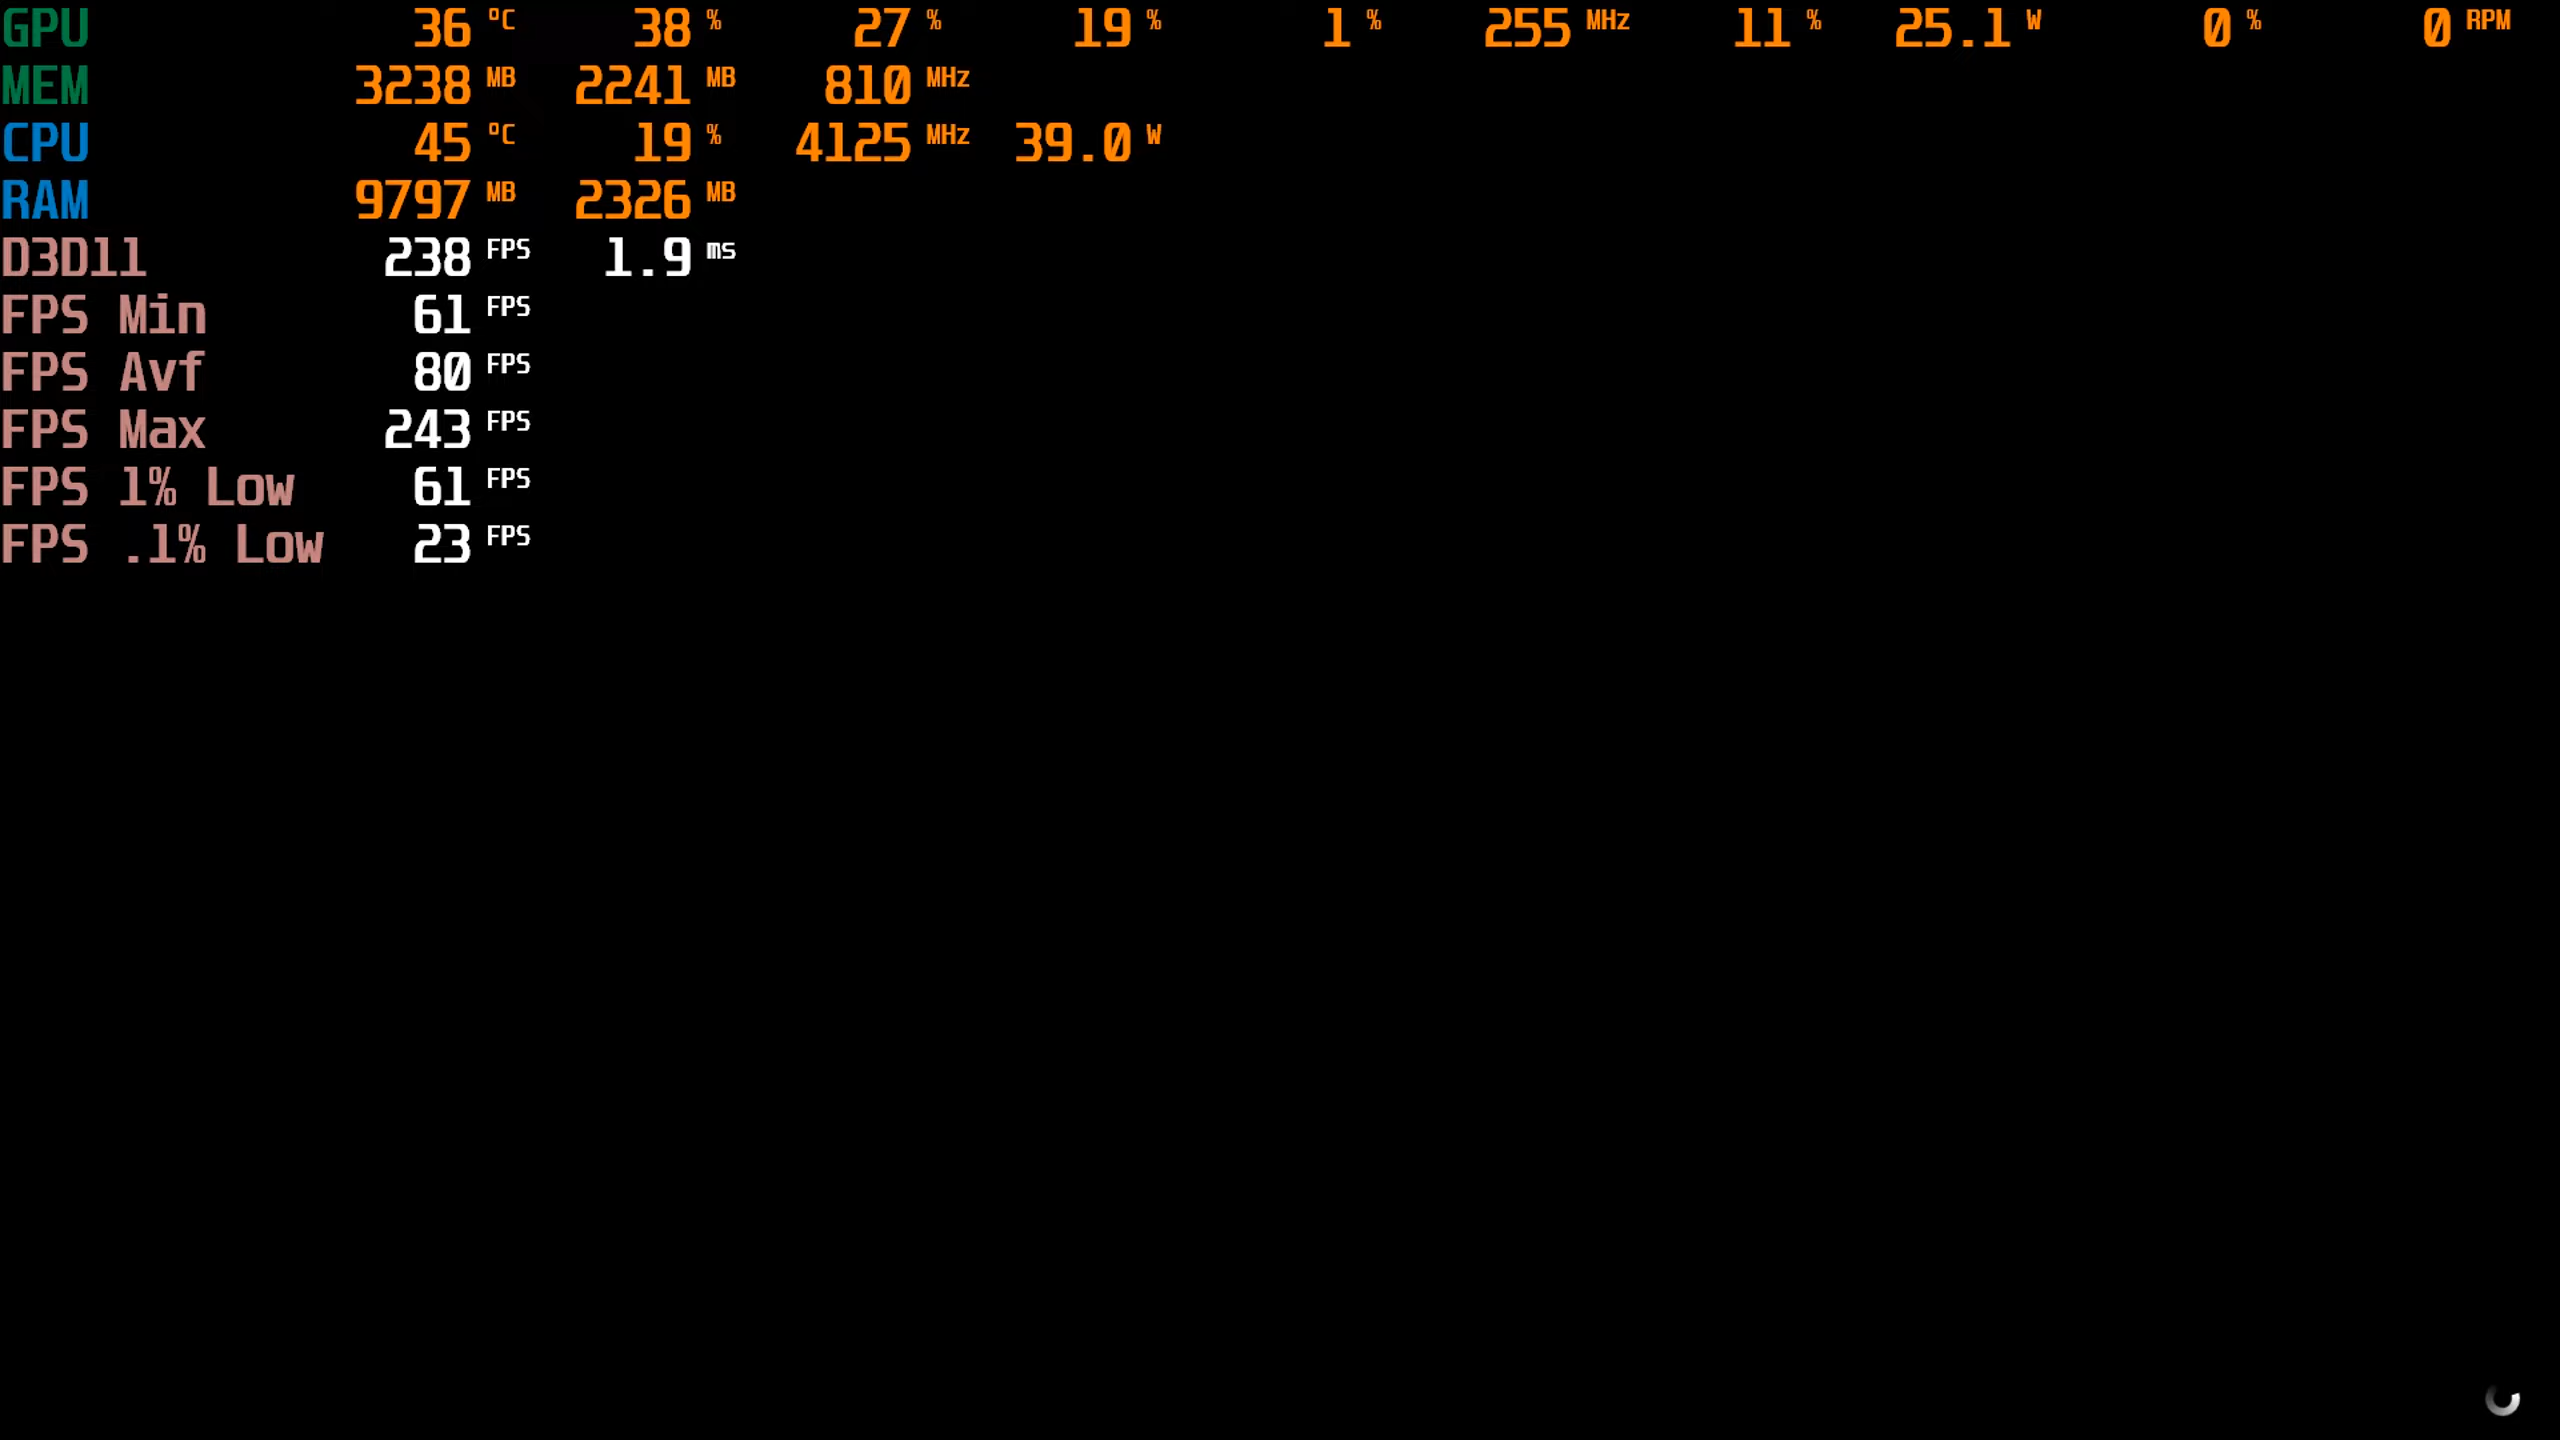 GPU 36 °C 38 % 27 % 19 % 1 % 255 MHz 11 % 25.1 W 0 % 0 RPM
MEM 3238 MB 2241 MB 810 MHz
CPU 45 °C 19 % 4125 MHz 39.0 W
RAM 9797 MB 2326 MB
D3D11 238 FPS 1.9 ms
FPS Min 61 FPS
FPS Avf 80 FPS
FPS Max 243 FPS
FPS 1% Low 61 FPS
FPS .1% Low 23 FPS